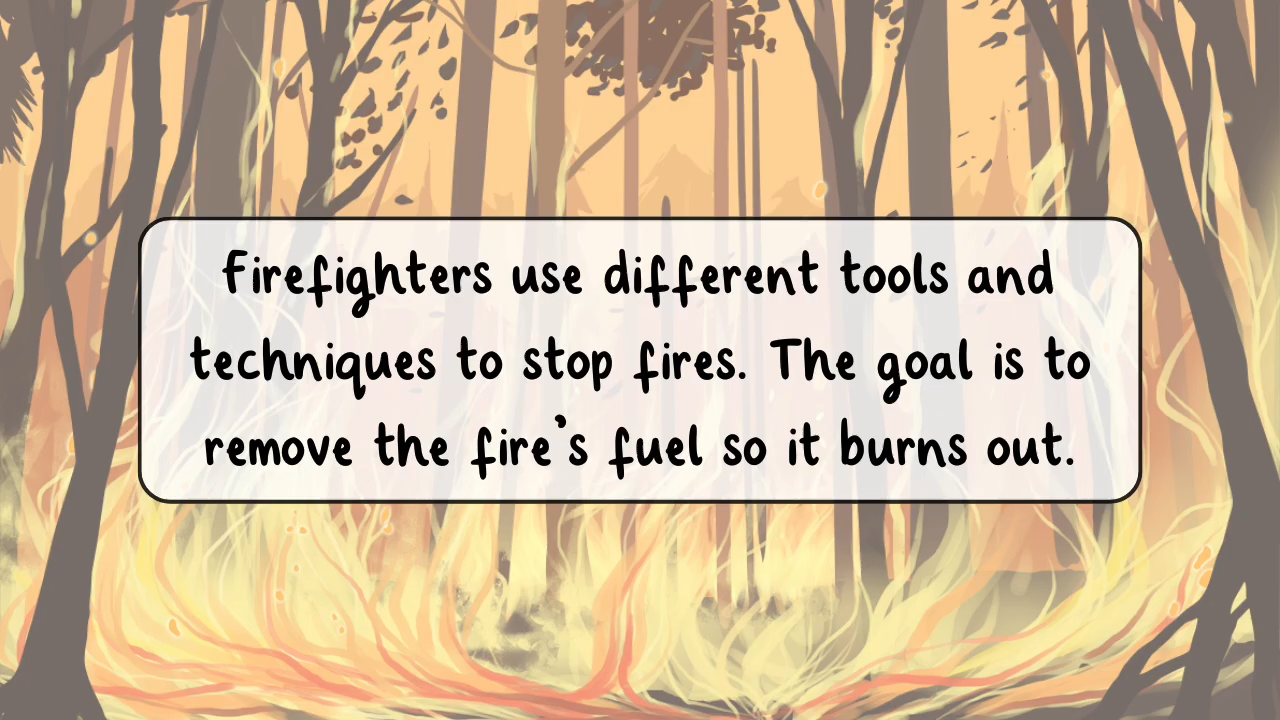 Firefighters use different tools and
techniques to stop fires. The goal is to
remove the fire's fuel so it burns out.